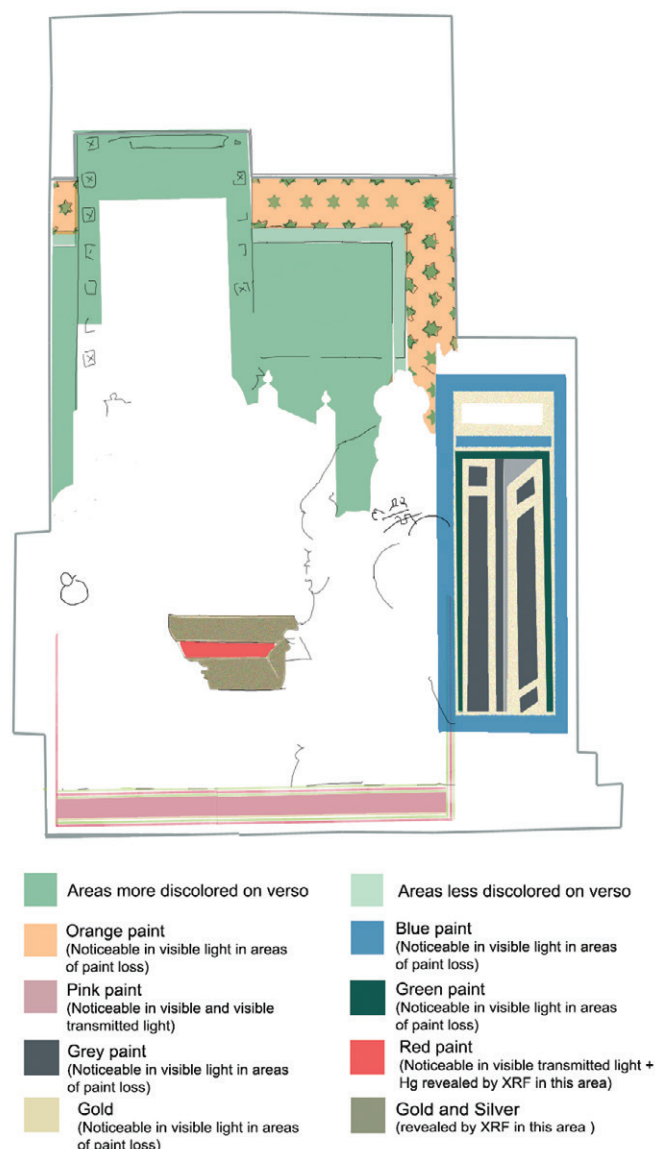 Areas more discolored on verso
Orange paint
(Noticeable in visible light in areas
of paint loss)
Pink paint
(Noticeable in visible and visible
transmitted light)
Grey paint
(Noticeable in visible light in areas
of paint loss)
Gold
(Noticeable in visible light in areas
of paint loss)
Areas less discolored on verso
Blue paint
(Noticeable in visible light in areas
of paint loss)
Green paint
(Noticeable in visible light in areas
of paint loss)
Red paint
(Noticeable in visible transmitted light +
Hg revealed by XRF in this area)
Gold and Silver
(revealed by XRF in this area )